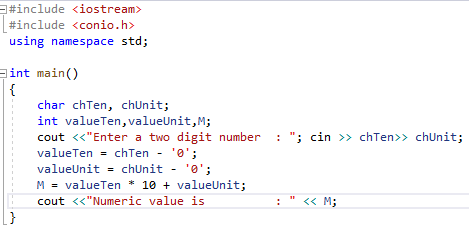 #include <iostream>
#include <conio.h>
using namespace std;
int main()
{
char chTen, chUnit;
int valueTen,valueUnit,M;
cout <<"Enter a two digit number  : "; cin >> chTen>> chUnit;
valueTen = chTen - '0';
valueUnit = chUnit - '0';
M = valueTen * 10 + valueUnit;
cout <<"Numeric value is          : " << M;
}